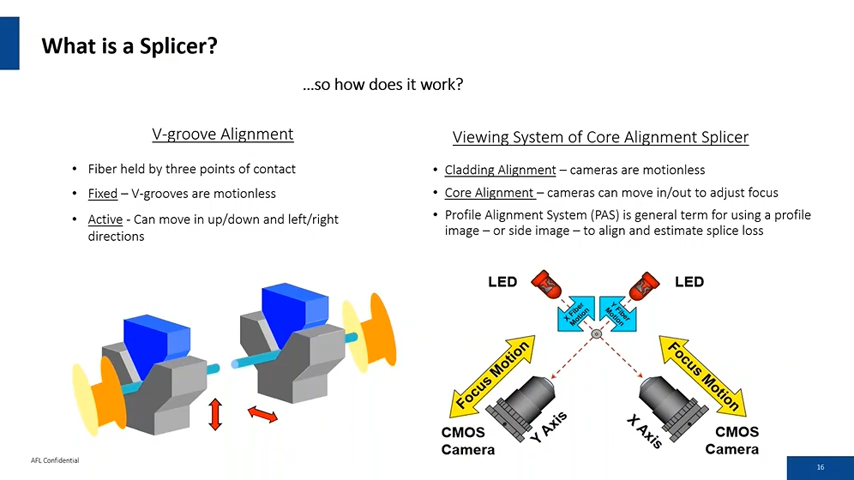 What is a Splicer?
...so how does it work?
V-groove Alignment
• Fiber held by three points of contact
• Fixed – V-grooves are motionless
• Active - Can move in up/down and left/right
directions
Viewing System of Core Alignment Splicer
• Cladding Alignment – cameras are motionless
• Core Alignment – cameras can move in/out to adjust focus
• Profile Alignment System (PAS) is general term for using a profile
image – or side image – to align and estimate splice loss
LED
LED
X Fiber
Motion
Y Fiber
Motion
Focus Motion
Focus Motion
Y Axis
X Axis
CMOS
Camera
CMOS
Camera
AFL Confidential
16